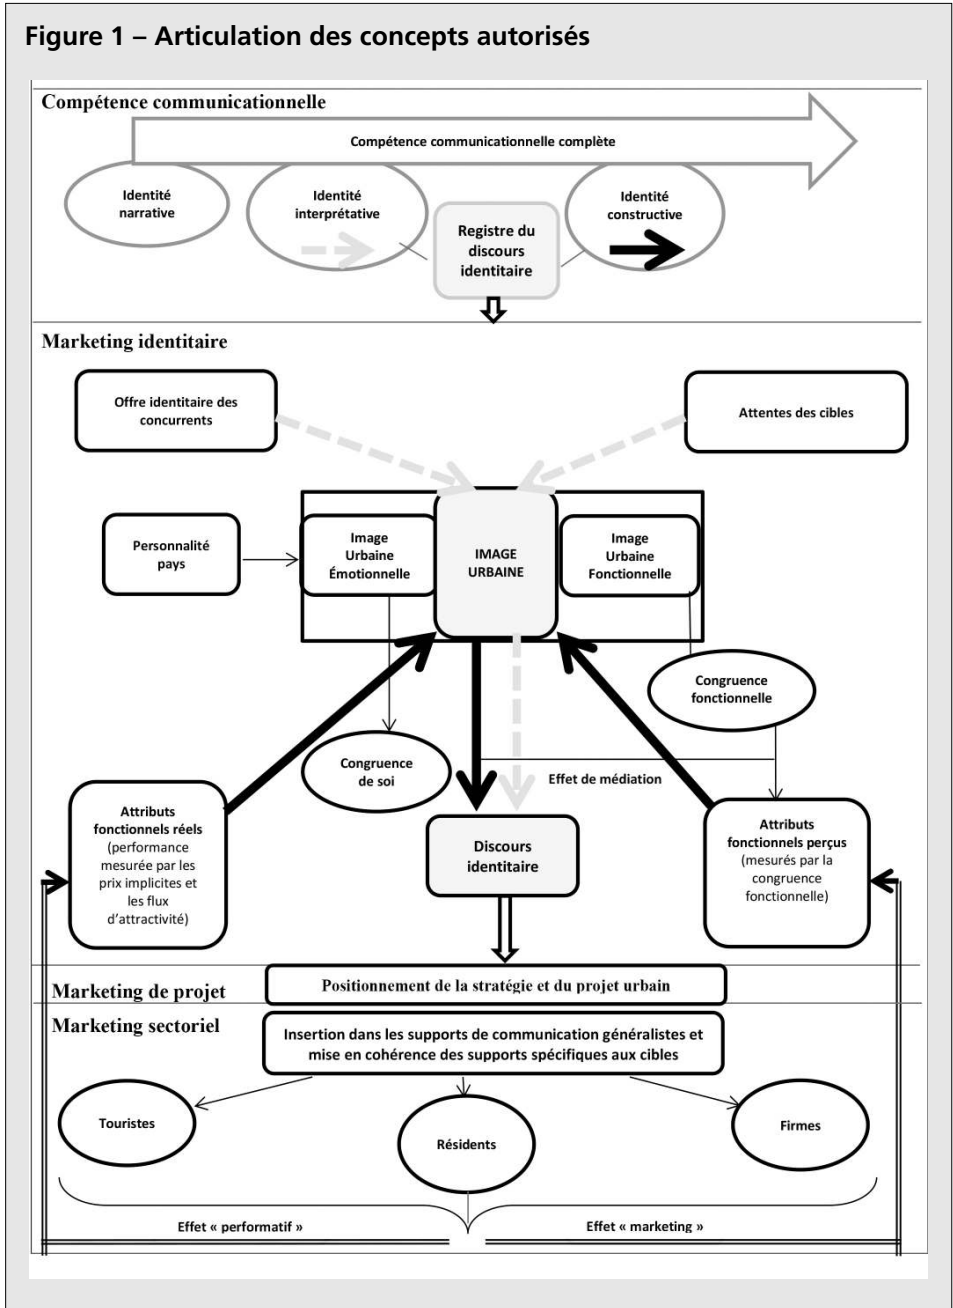 Figure 1 – Articulation des concepts autorisés
Compétence communicationnelle
Compétence communicationnelle complète
Identité
narrative
Identité
interprétative
Identité
constructive
Registre du
discours
identitaire
Marketing identitaire
Offre identitaire des
concurrents
Attentes des cibles
Personnalité
pays
Image
Urbaine
Émotionnelle
IMAGE
URBAINE
Image
Urbaine
Fonctionnelle
Congruence
fonctionnelle
Congruence
de soi
Effet de médiation
Attributs
fonctionnels réels
(performance
mesurée par les
prix implicites et
les flux
d'attractivité)
Discours
identitaire
Attributs
fonctionnels perçus
(mesurés par la
congruence
fonctionnelle)
Marketing de projet
Positionnement de la stratégie et du projet urbain
Marketing sectoriel
Insertion dans les supports de communication généralistes et
mise en cohérence des supports spécifiques aux cibles
Touristes
Résidents
Firmes
Effet « performatif »
Effet « marketing »